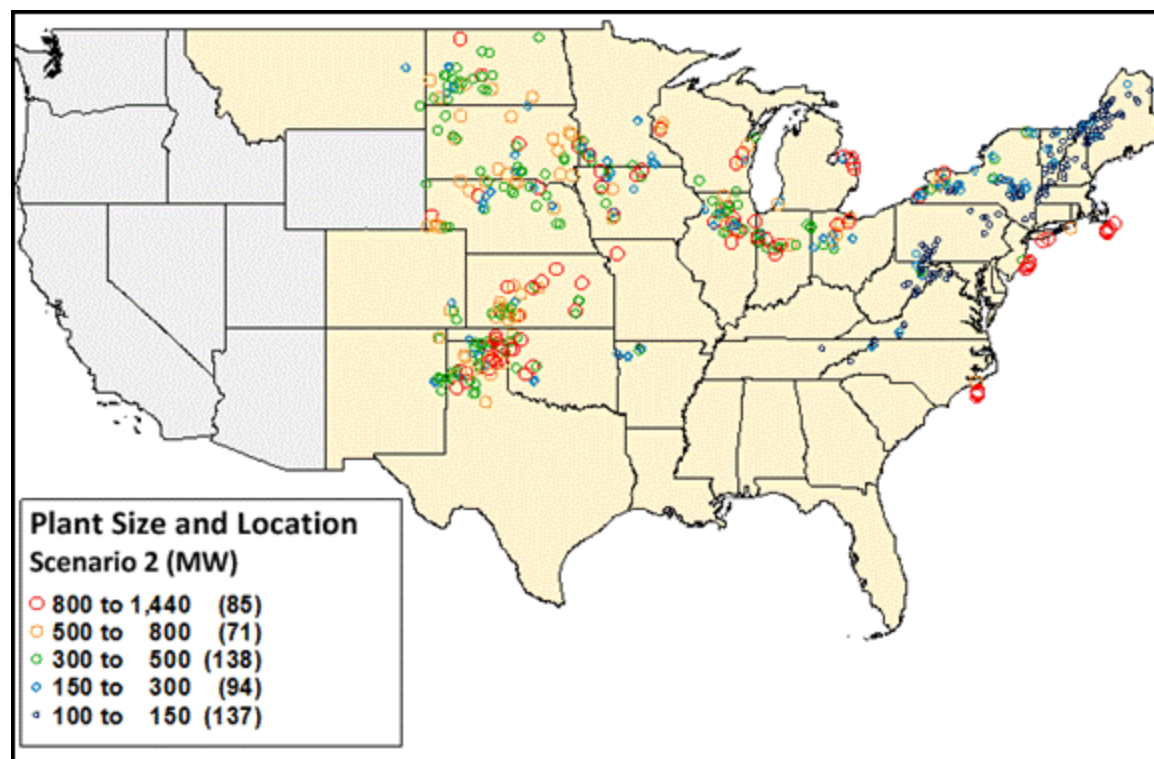 Plant Size and Location
Scenario 2 (MW)
800 to 1,440 (85)
500 to 800 (71)
300 to 500 (138)
150 to 300 (94)
100 to 150 (137)